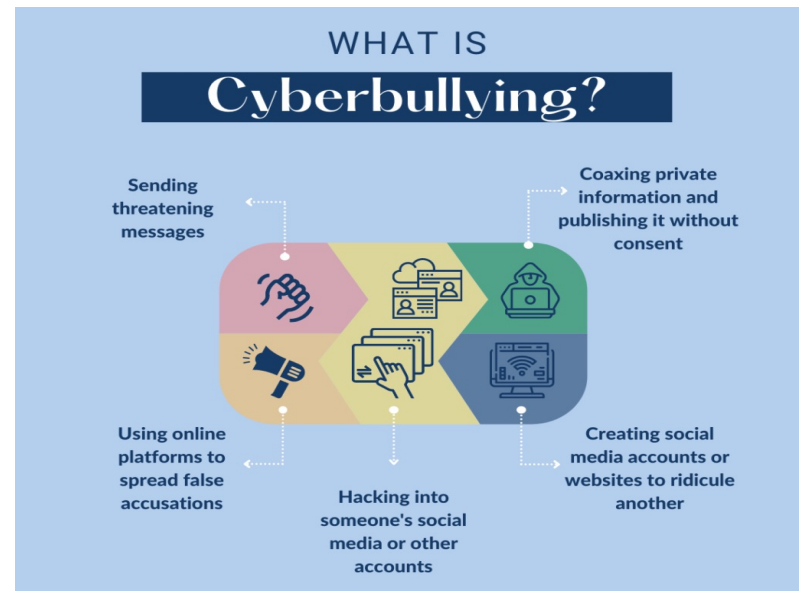 WHAT IS
Cyberbullying?
Sending
threatening
messages
Coaxing private
information and
publishing it without
consent
Using online
platforms to
spread false
accusations
Hacking into
someone's social
media or other
accounts
Creating social
media accounts or
websites to ridicule
another